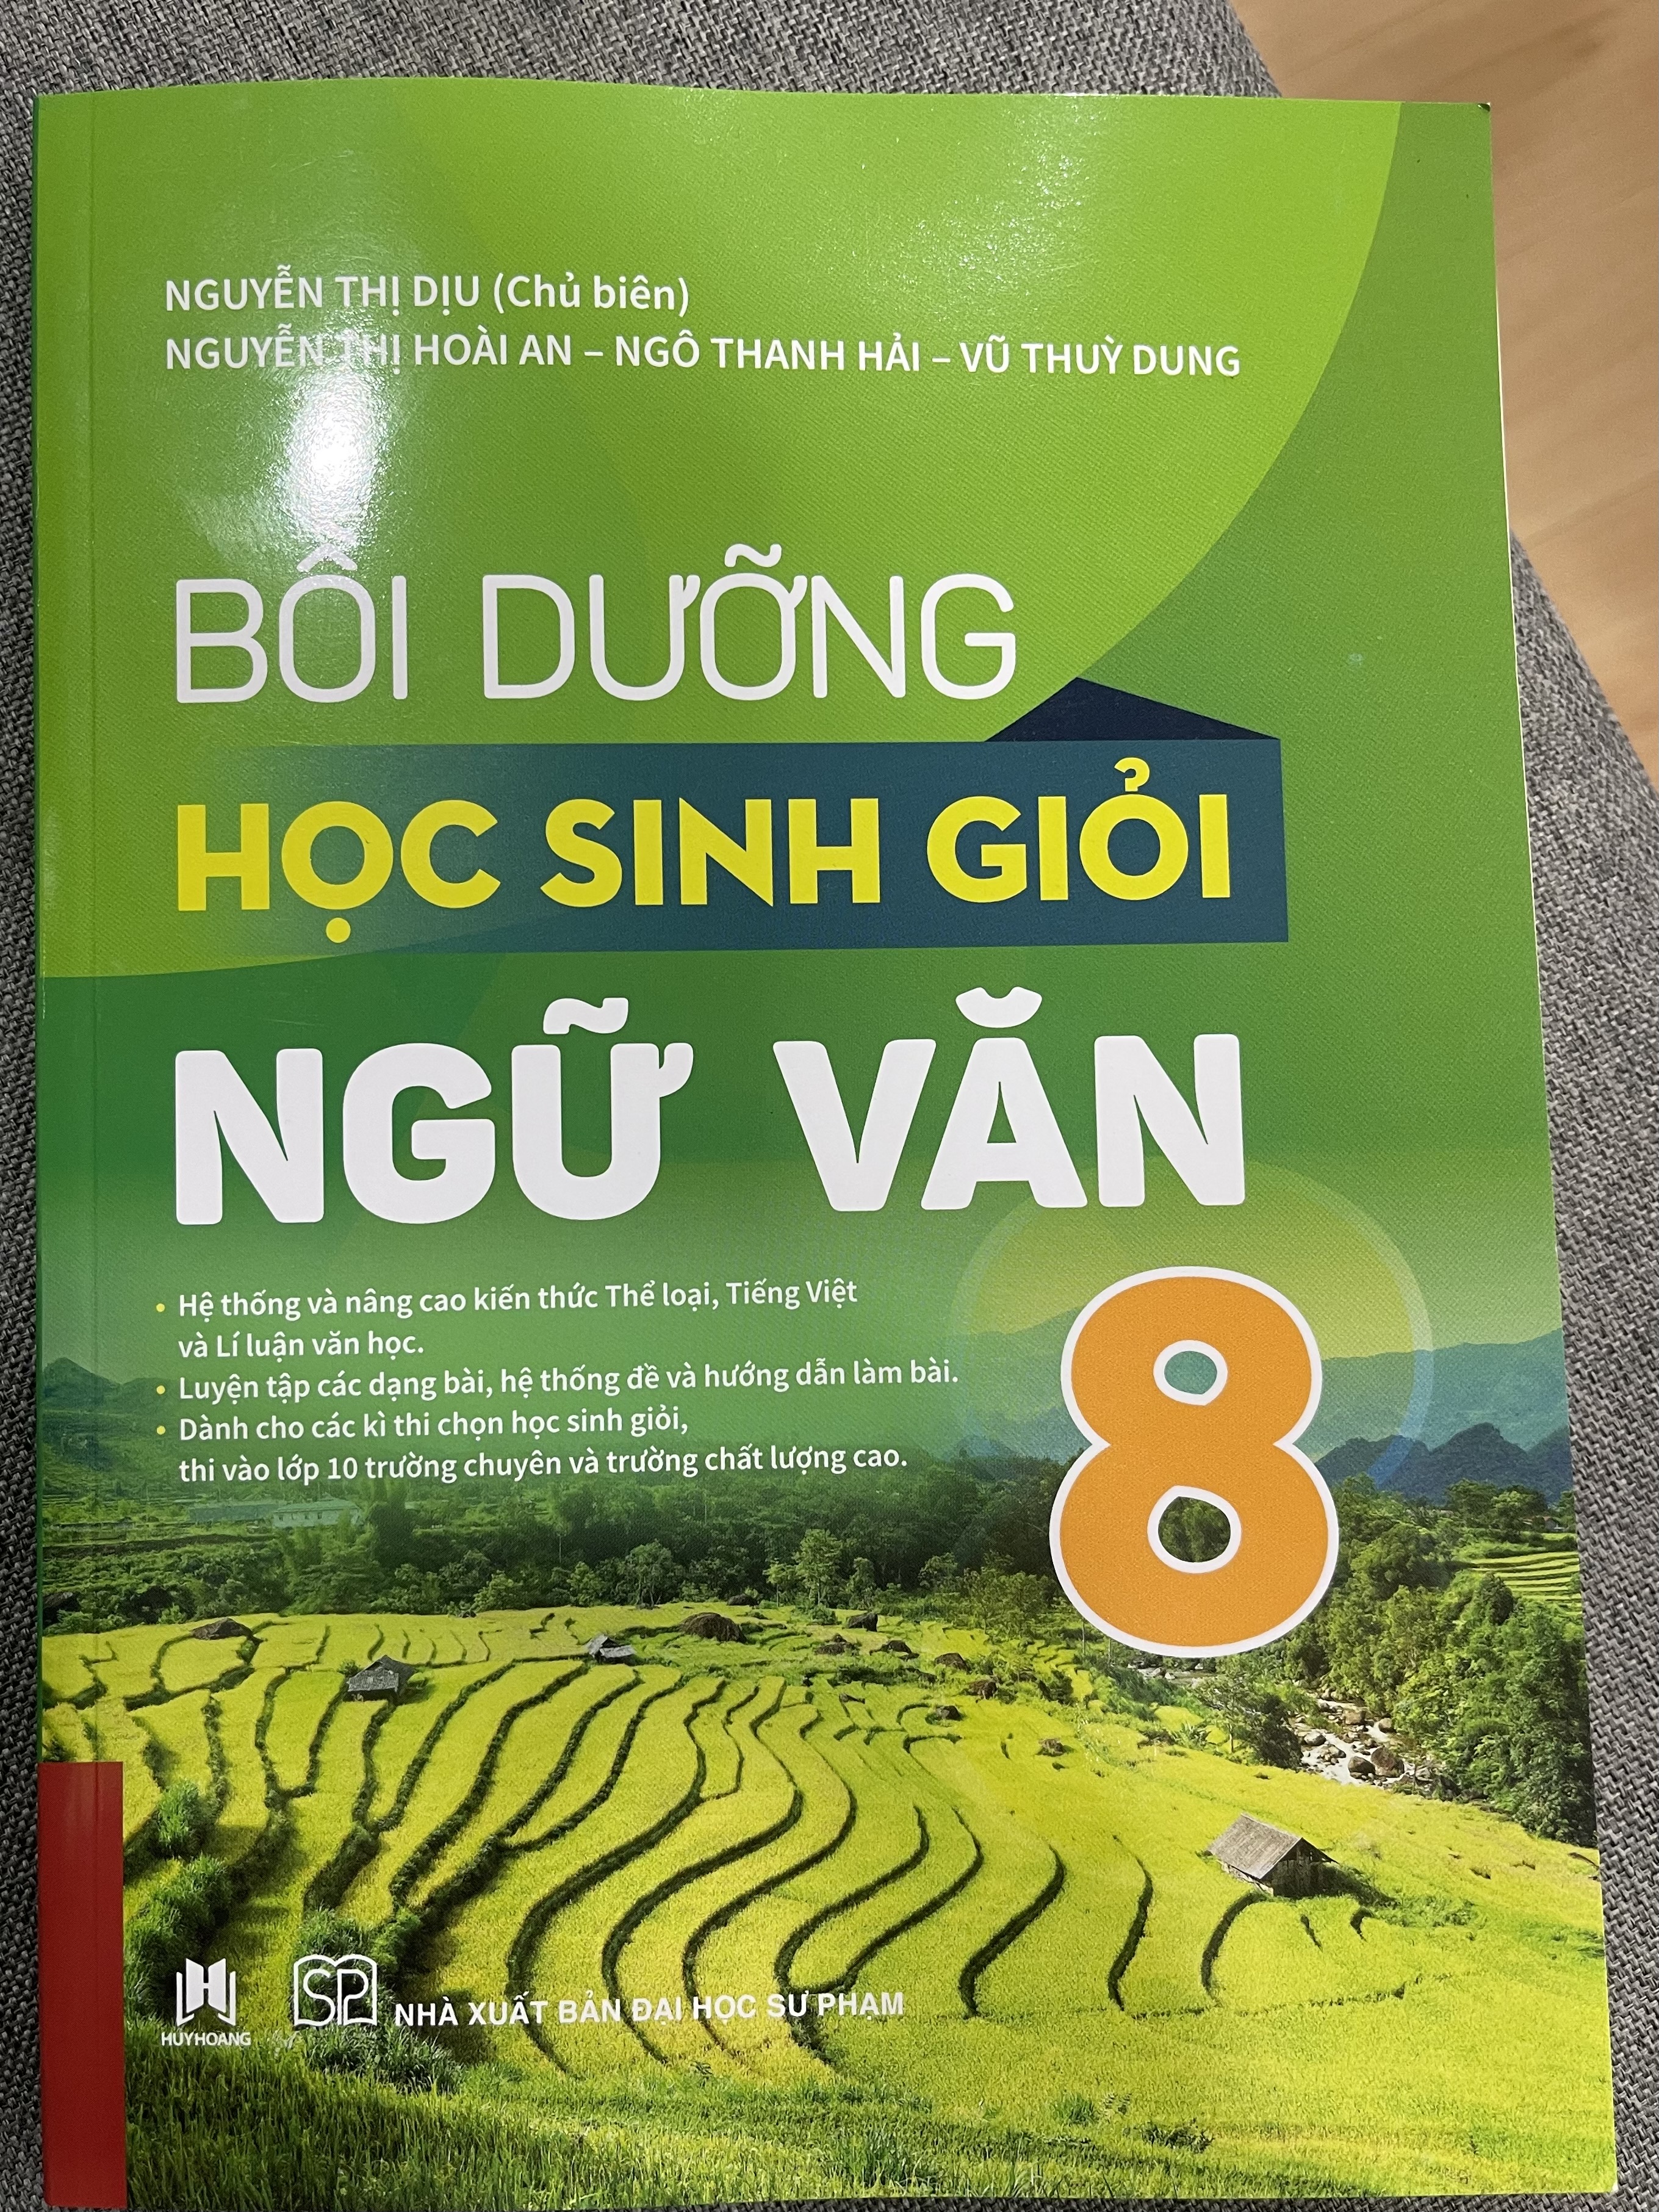 NGUYỄN THỊ DỊU (Chủ biên)
NGUYỄN THỊ HOÀI AN – NGÔ THANH HẢI – VŨ THUỲ DUNG
BỒI DƯỠNG
HỌC SINH GIỎI
NGỮ VĂN
8
• Hệ thống và nâng cao kiến thức Thể loại, Tiếng Việt
và Lí luận văn học.
• Luyện tập các dạng bài, hệ thống đề và hướng dẫn làm bài.
• Dành cho các kì thi chọn học sinh giỏi,
thi vào lớp 10 trường chuyên và trường chất lượng cao.
H
HUYHOANG
SP
NHÀ XUẤT BẢN ĐẠI HỌC SƯ PHẠM